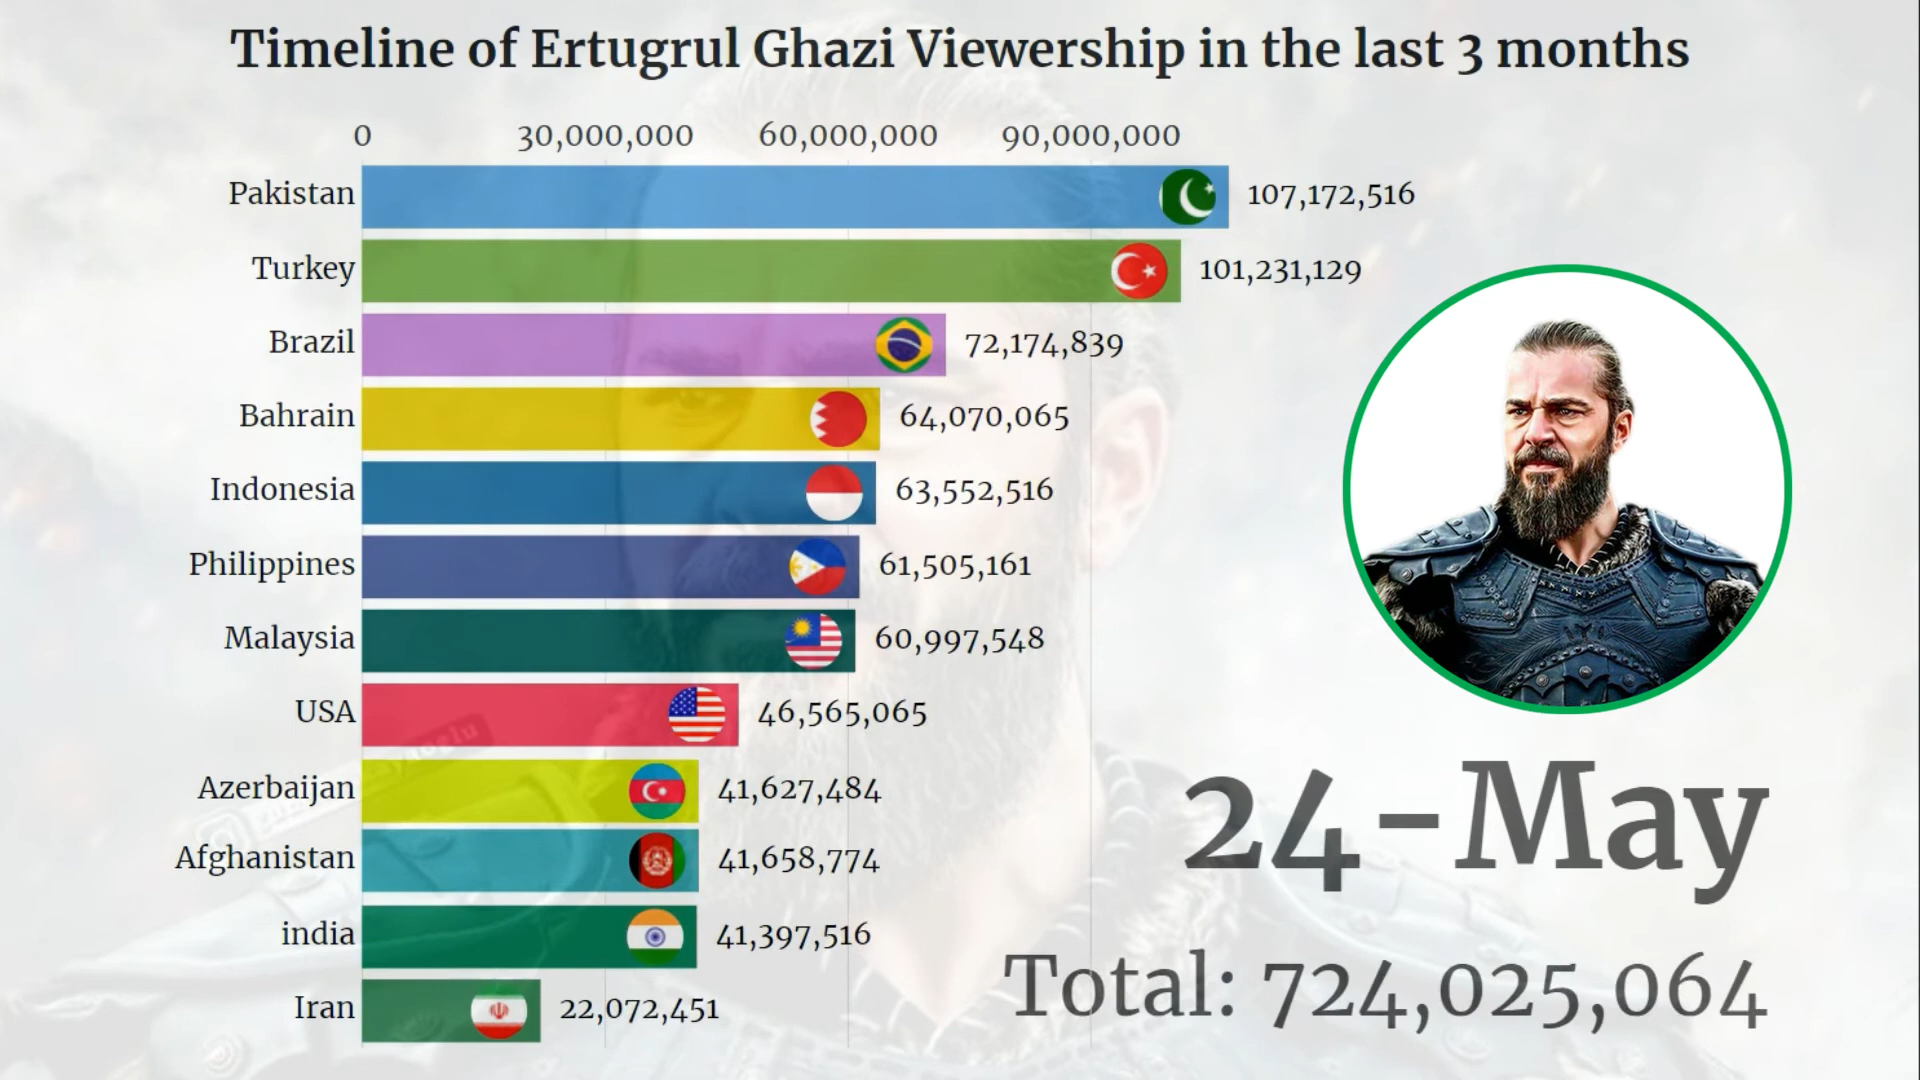 Timeline of Ertugrul Ghazi Viewership in the last 3 months
0 30,000,000 60,000,000 90,000,000
Pakistan 107,172,516
Turkey 101,231,129
Brazil 72,174,839
Bahrain 64,070,065
Indonesia 63,552,516
Philippines 61,505,161
Malaysia 60,997,548
USA 46,565,065
Azerbaijan 41,627,484
Afghanistan 41,658,774
india 41,397,516
Iran 22,072,451
24-May
Total: 724,025,064